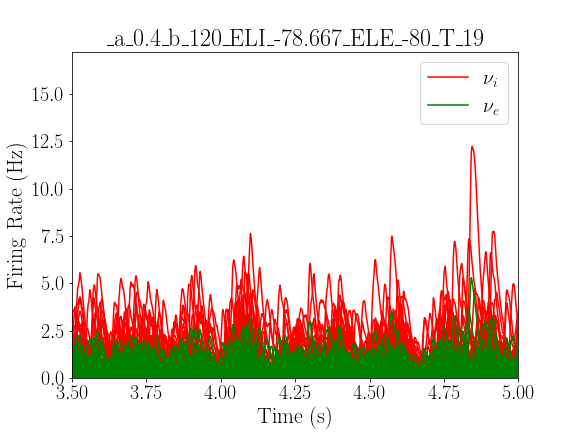 _a_0.4_b_120_ELI_-78.667_ELE_-80_T_19
ν_i
ν_e
Firing Rate (Hz)
15.0
12.5
10.0
7.5
5.0
2.5
0.0
3.50 3.75 4.00 4.25 4.50 4.75 5.00
Time (s)